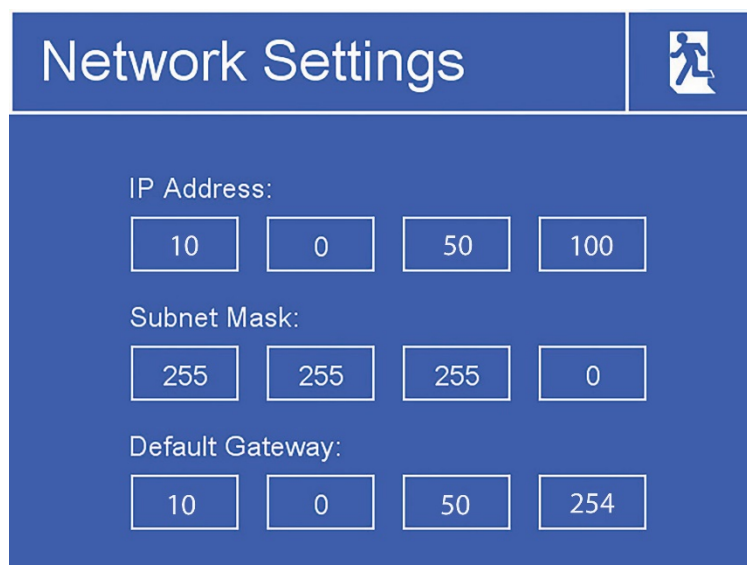 Network Settings
IP Address:
10 0 50 100
Subnet Mask:
255 255 255 0
Default Gateway:
10 0 50 254